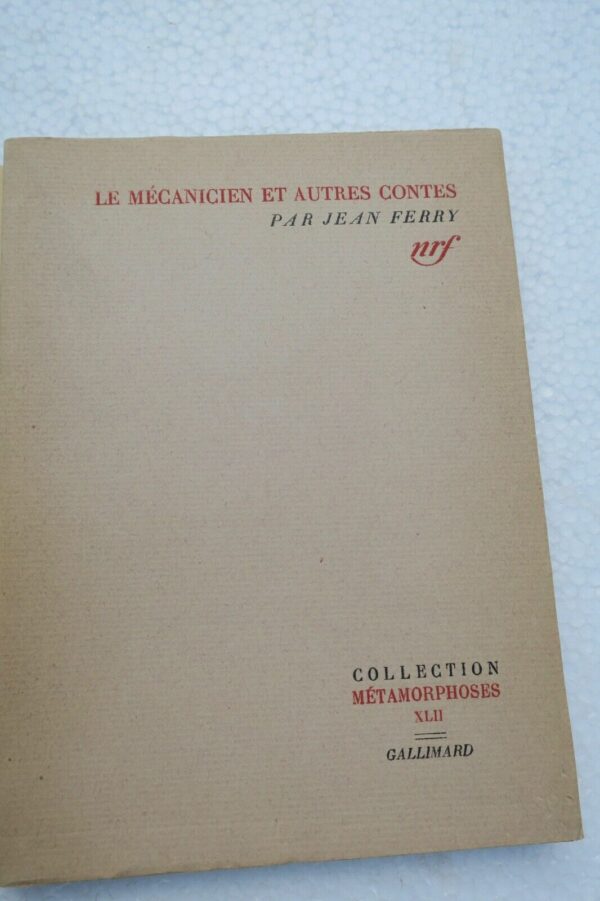 LE MÉCANICIEN ET AUTRES CONTES
PAR JEAN FERRY
nrf
COLLECTION
MÉTAMORPHOSES
XLII
GALLIMARD